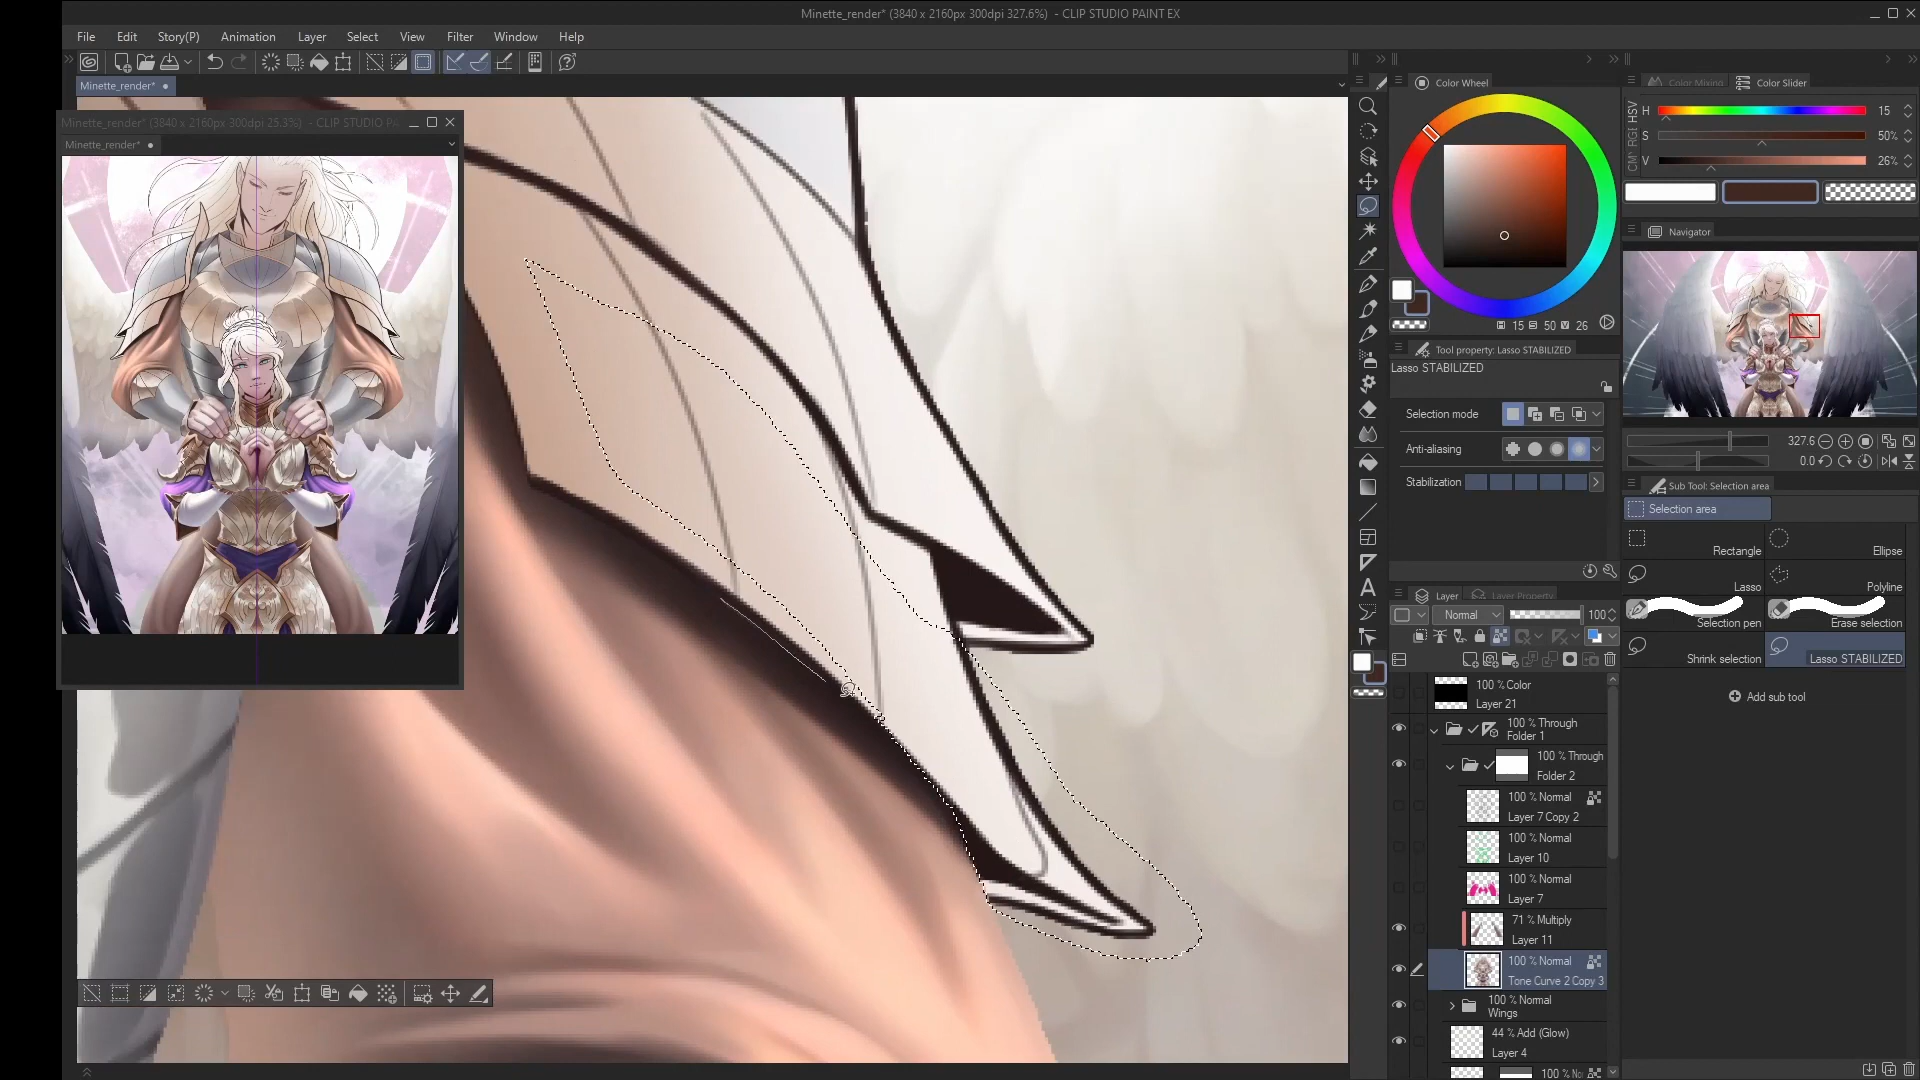 Minette_render* (3840 x 2160px 300dpi 327.6%) - CLIP STUDIO PAINT EX
File Edit Story(P) Animation Layer Select View Filter Window Help
Minette_render*
Minette_render* (3840 x 2160px 300dpi 25.3%) - CLIP STUDIO PA
Minette_render*
Color Wheel
15 50 26
Tool property: Lasso STABILIZED
Lasso STABILIZED
Selection mode
Anti-aliasing
Stabilization
Layer Layer Property
Normal 100
100 % Color
Layer 21
100 % Through
Folder 1
100 % Through
Folder 2
100 % Normal
Layer 7 Copy 2
100 % Normal
Layer 10
100 % Normal
Layer 7
71 % Multiply
Layer 11
100 % Normal
Tone Curve 2 Copy 3
100 % Normal
Wings
44 % Add (Glow)
Layer 4
Color Mixing Color Slider
HSV
RGB
H 15
S 50%
V 26%
Navigator
327.6
0.0
Sub Tool: Selection area
Selection area
Rectangle Ellipse
Lasso Polyline
Selection pen Erase selection
Shrink selection Lasso STABILIZED
Add sub tool